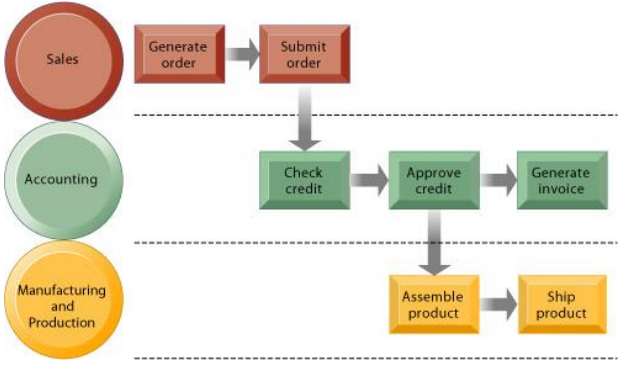 Sales
Generate
order
Submit
order
Accounting
Check
credit
Approve
credit
Generate
invoice
Manufacturing
and
Production
Assemble
product
Ship
product